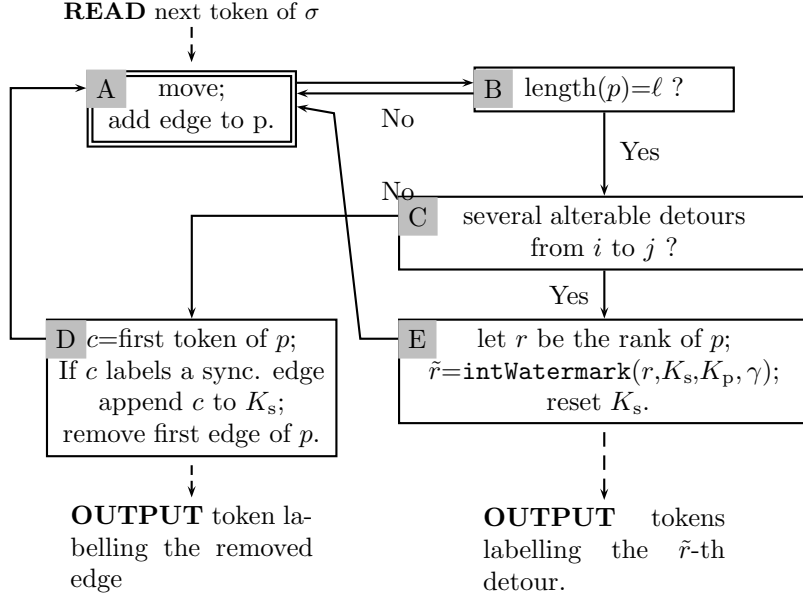 READ next token of σ
A
move;
add edge to p.
B
length(p)=ℓ ?
No
Yes
No
C
several alterable detours
from i to j ?
Yes
D
c=first token of p;
If c labels a sync. edge
append c to Kₛ;
remove first edge of p.
E
let r be the rank of p;
r̃=intWatermark(r,Kₛ,Kₚ, γ);
reset Kₛ.
OUTPUT token la-
belling the removed
edge
OUTPUT tokens
labelling the r̃-th
detour.